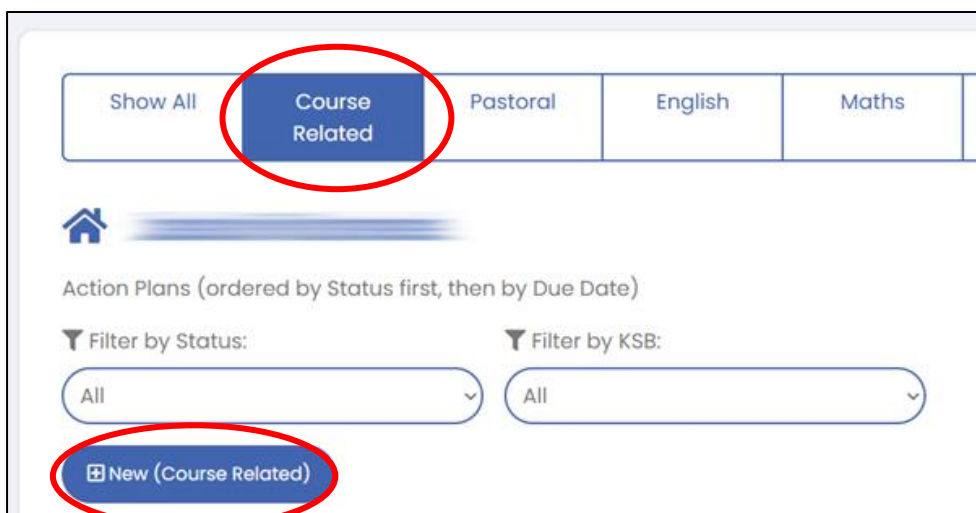 Show All Course Pastoral English Maths
Related
Action Plans (ordered by Status first, then by Due Date)
Filter by Status: Filter by KSB:
All All
New (Course Related)